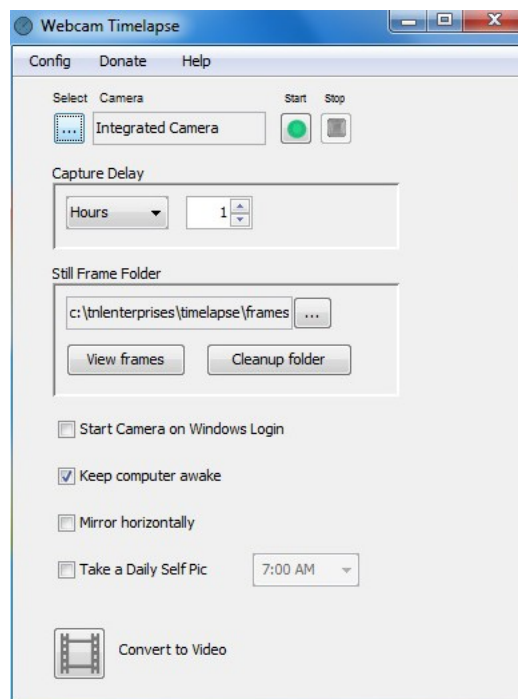 Webcam Timelapse
Config Donate Help
Select Camera Start Stop
... Integrated Camera
Capture Delay
Hours 1
Still Frame Folder
c:\tnlenterprises\timelapse\frames ...
View frames Cleanup folder
Start Camera on Windows Login
Keep computer awake
Mirror horizontally
Take a Daily Self Pic 7:00 AM
Convert to Video